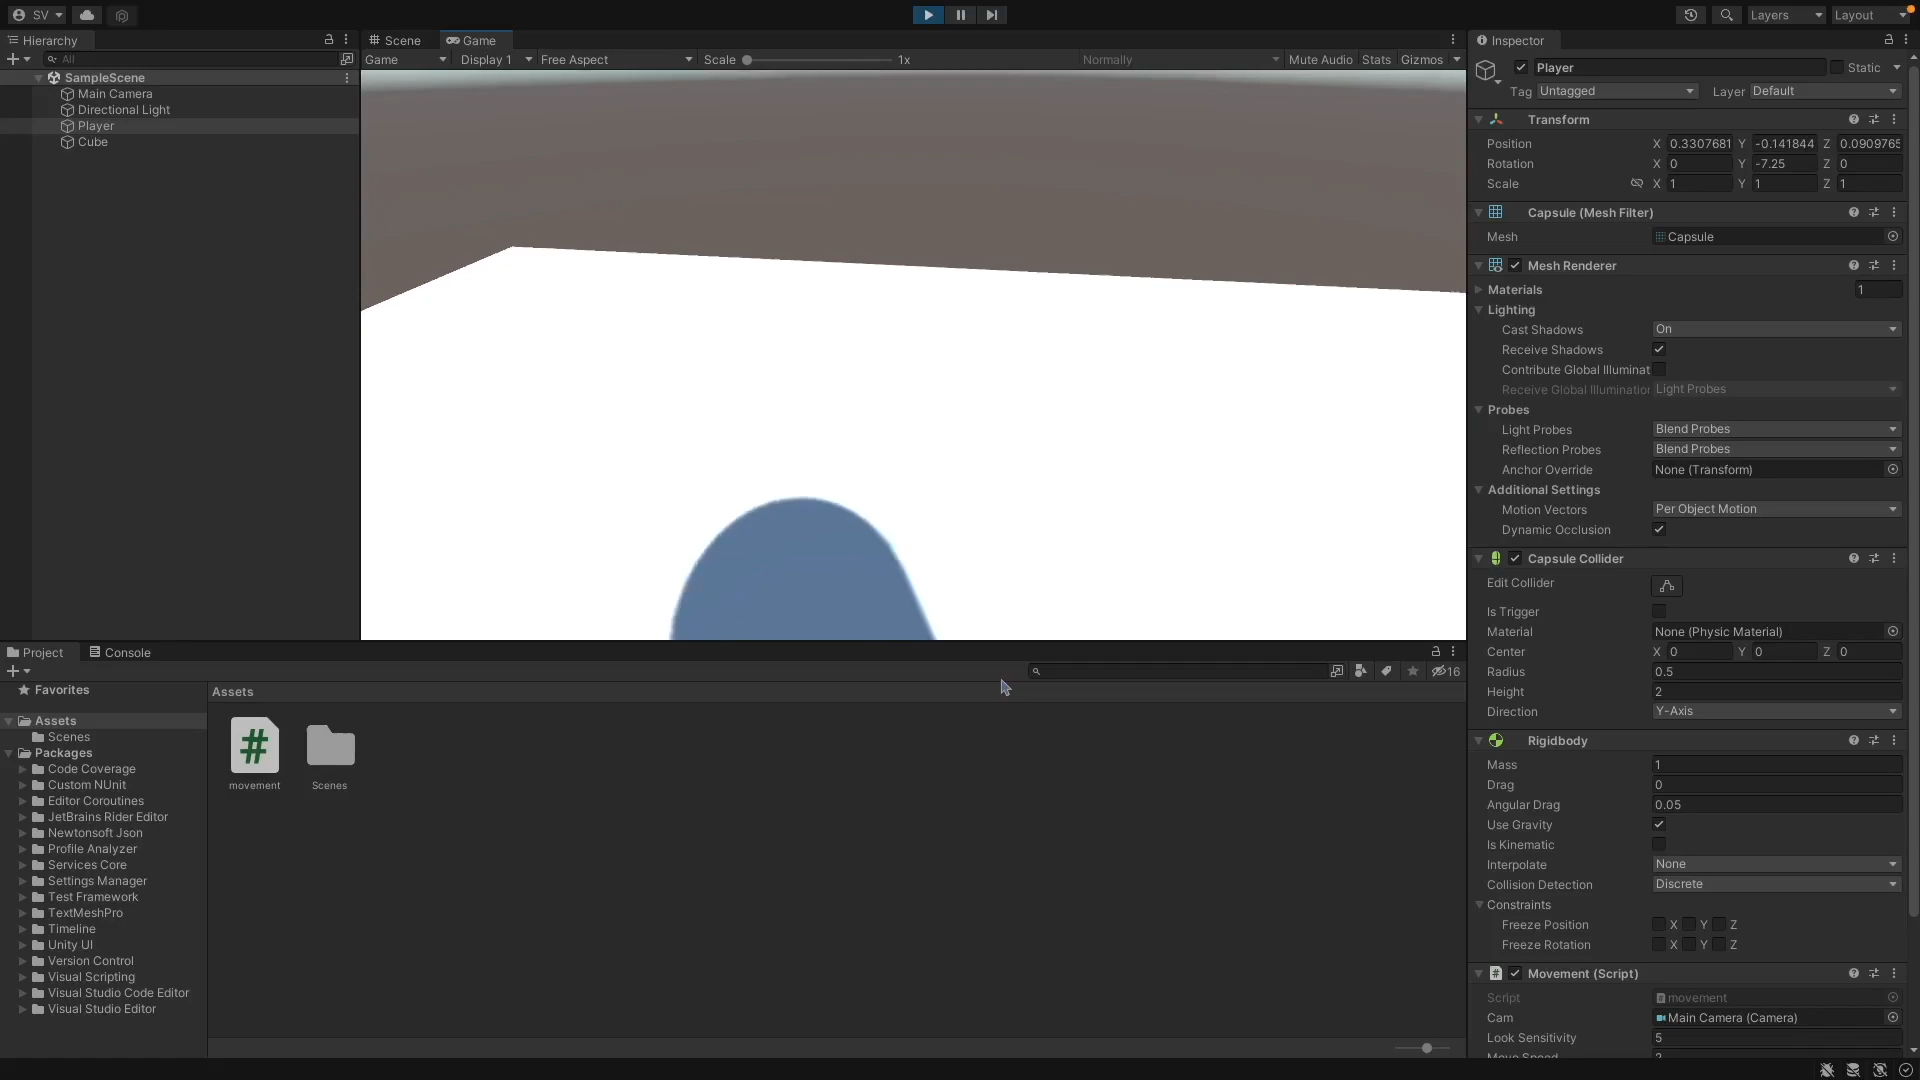 SV
Layers
Layout
Hierarchy
Scene
Game
Inspector
All
Game
Display 1
Free Aspect
Scale
1x
Normally
Mute Audio
Stats
Gizmos
Player
Static
SampleScene
Main Camera
Directional Light
Player
Cube
Tag
Untagged
Layer
Default
Transform
Position X 0.3307681 Y -0.141844 Z 0.0909765
Rotation X 0 Y -7.25 Z 0
Scale X 1 Y 1 Z 1
Capsule (Mesh Filter)
Mesh Capsule
Mesh Renderer
Materials 1
Lighting
Cast Shadows On
Receive Shadows
Contribute Global Illuminat
Receive Global Illumination Light Probes
Probes
Light Probes Blend Probes
Reflection Probes Blend Probes
Anchor Override None (Transform)
Additional Settings
Motion Vectors Per Object Motion
Dynamic Occlusion
Capsule Collider
Edit Collider
Is Trigger
Material None (Physic Material)
Center X 0 Y 0 Z 0
Radius 0.5
Height 2
Direction Y-Axis
Rigidbody
Mass 1
Drag 0
Angular Drag 0.05
Use Gravity
Is Kinematic
Interpolate None
Collision Detection Discrete
Constraints
Freeze Position X Y Z
Freeze Rotation X Y Z
# Movement (Script)
Script movement
Cam Main Camera (Camera)
Look Sensitivity 5
Move Speed 2
Project
Console
16
Favorites
Assets
Scenes
Packages
Code Coverage
Custom NUnit
Editor Coroutines
JetBrains Rider Editor
Newtonsoft Json
Profile Analyzer
Services Core
Settings Manager
Test Framework
TextMeshPro
Timeline
Unity UI
Version Control
Visual Scripting
Visual Studio Code Editor
Visual Studio Editor
Assets
#
movement
Scenes